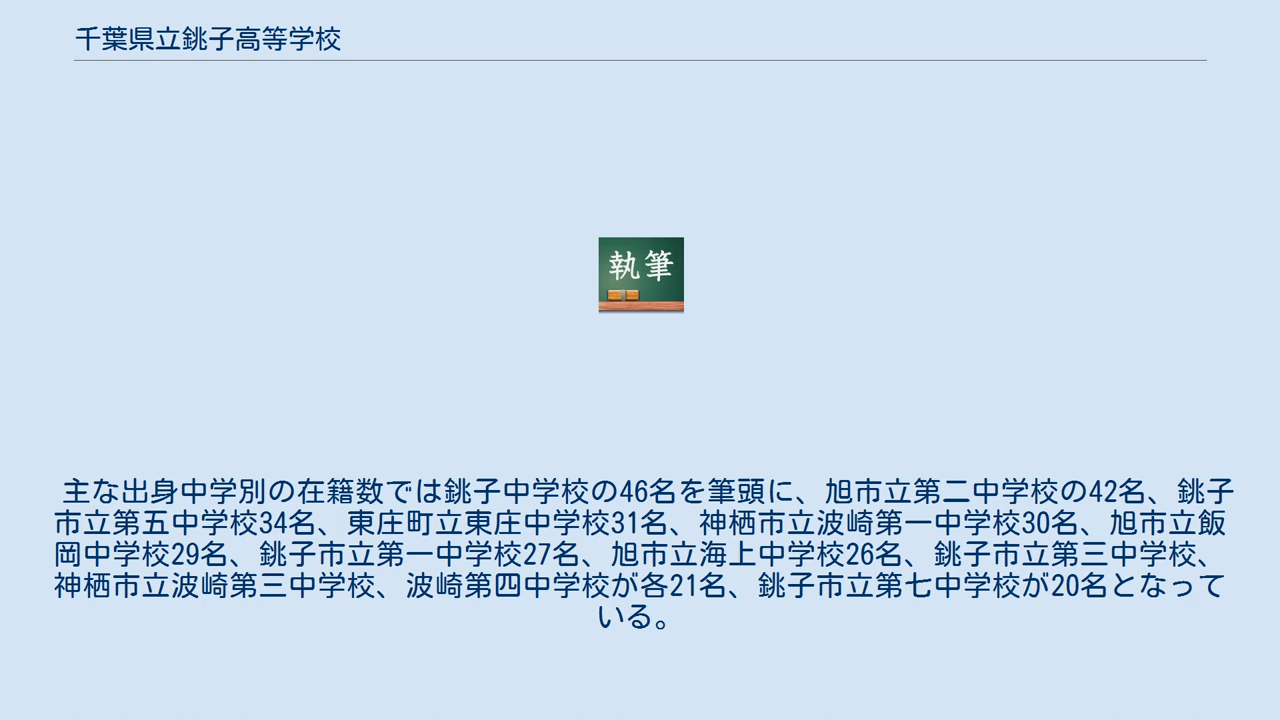 千葉県立銚子高等学校
執筆
主な出身中学別の在籍数では銚子中学校の46名を筆頭に、旭市立第二中学校の42名、銚子
市立第五中学校34名、東庄町立東庄中学校31名、神栖市立波崎第一中学校30名、旭市立飯
岡中学校29名、銚子市立第一中学校27名、旭市立海上中学校26名、銚子市立第三中学校、
神栖市立波崎第三中学校、波崎第四中学校が各21名、銚子市立第七中学校が20名となって
いる。